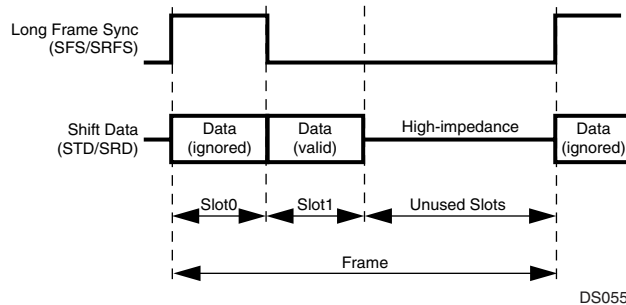 Long Frame Sync
(SFS/SRFS)
Shift Data
(STD/SRD)
Data
(ignored)
Data
(valid)
High-impedance
Data
(ignored)
Slot0
Slot1
Unused Slots
Frame
DS055